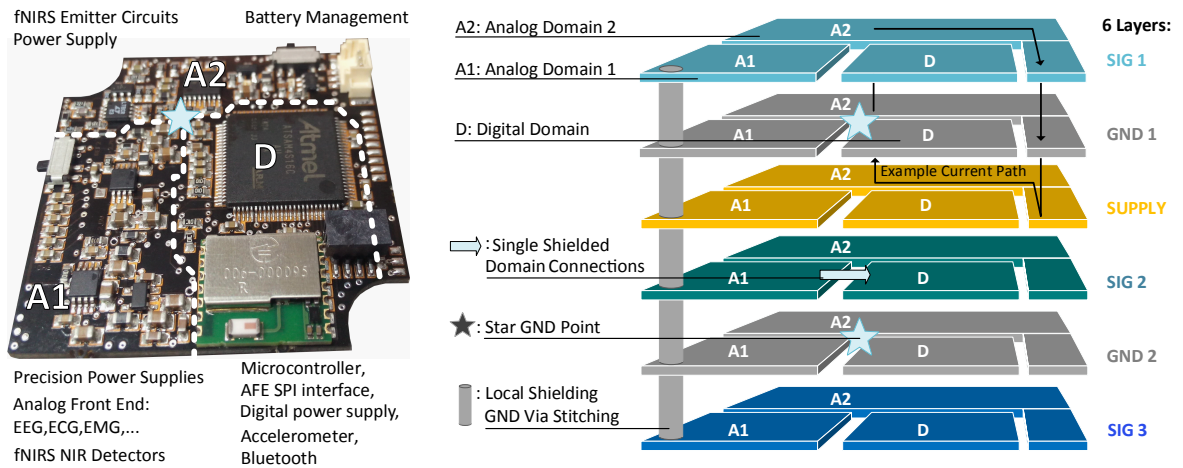 fNIRS Emitter Circuits
Power Supply
Battery Management
A2
A1
D
Atmel
ATSAM4S16C
006-000095
R
Precision Power Supplies
Analog Front End:
EEG,ECG,EMG,...
fNIRS NIR Detectors
Microcontroller,
AFE SPI interface,
Digital power supply,
Accelerometer,
Bluetooth
A2: Analog Domain 2
A1: Analog Domain 1
D: Digital Domain
: Single Shielded
Domain Connections
: Star GND Point
: Local Shielding
GND Via Stitching
6 Layers:
A2
A1
D
SIG 1
A2
A1
D
GND 1
Example Current Path
A2
A1
D
SUPPLY
A2
A1
D
SIG 2
A2
A1
D
GND 2
A2
A1
D
SIG 3